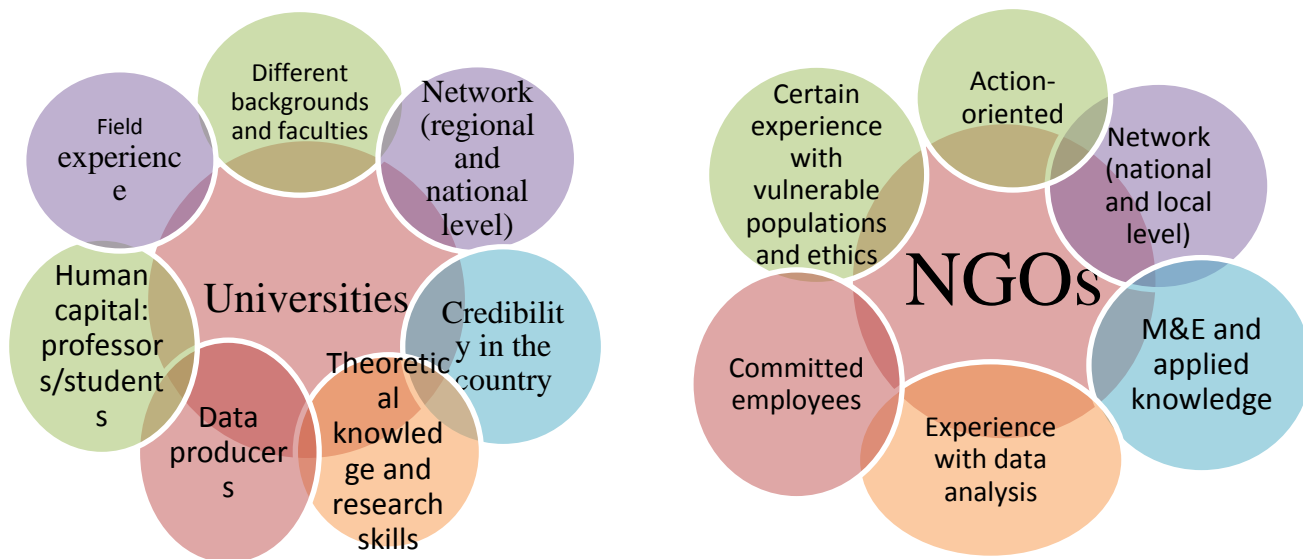 Different
backgrounds
and faculties
Network
(regional
and
national
level)
Credibilit
y in the
country
Theoretic
al
knowled
ge and
research
skills
Data
producer
s
Human
capital:
professor
s/student
s
Field
experienc
e
Universities
Action-
oriented
Network
(national
and local
level)
M&E and
applied
knowledge
Experience
with data
analysis
Committed
employees
Certain
experience
with
vulnerable
populations
and ethics
NGOs